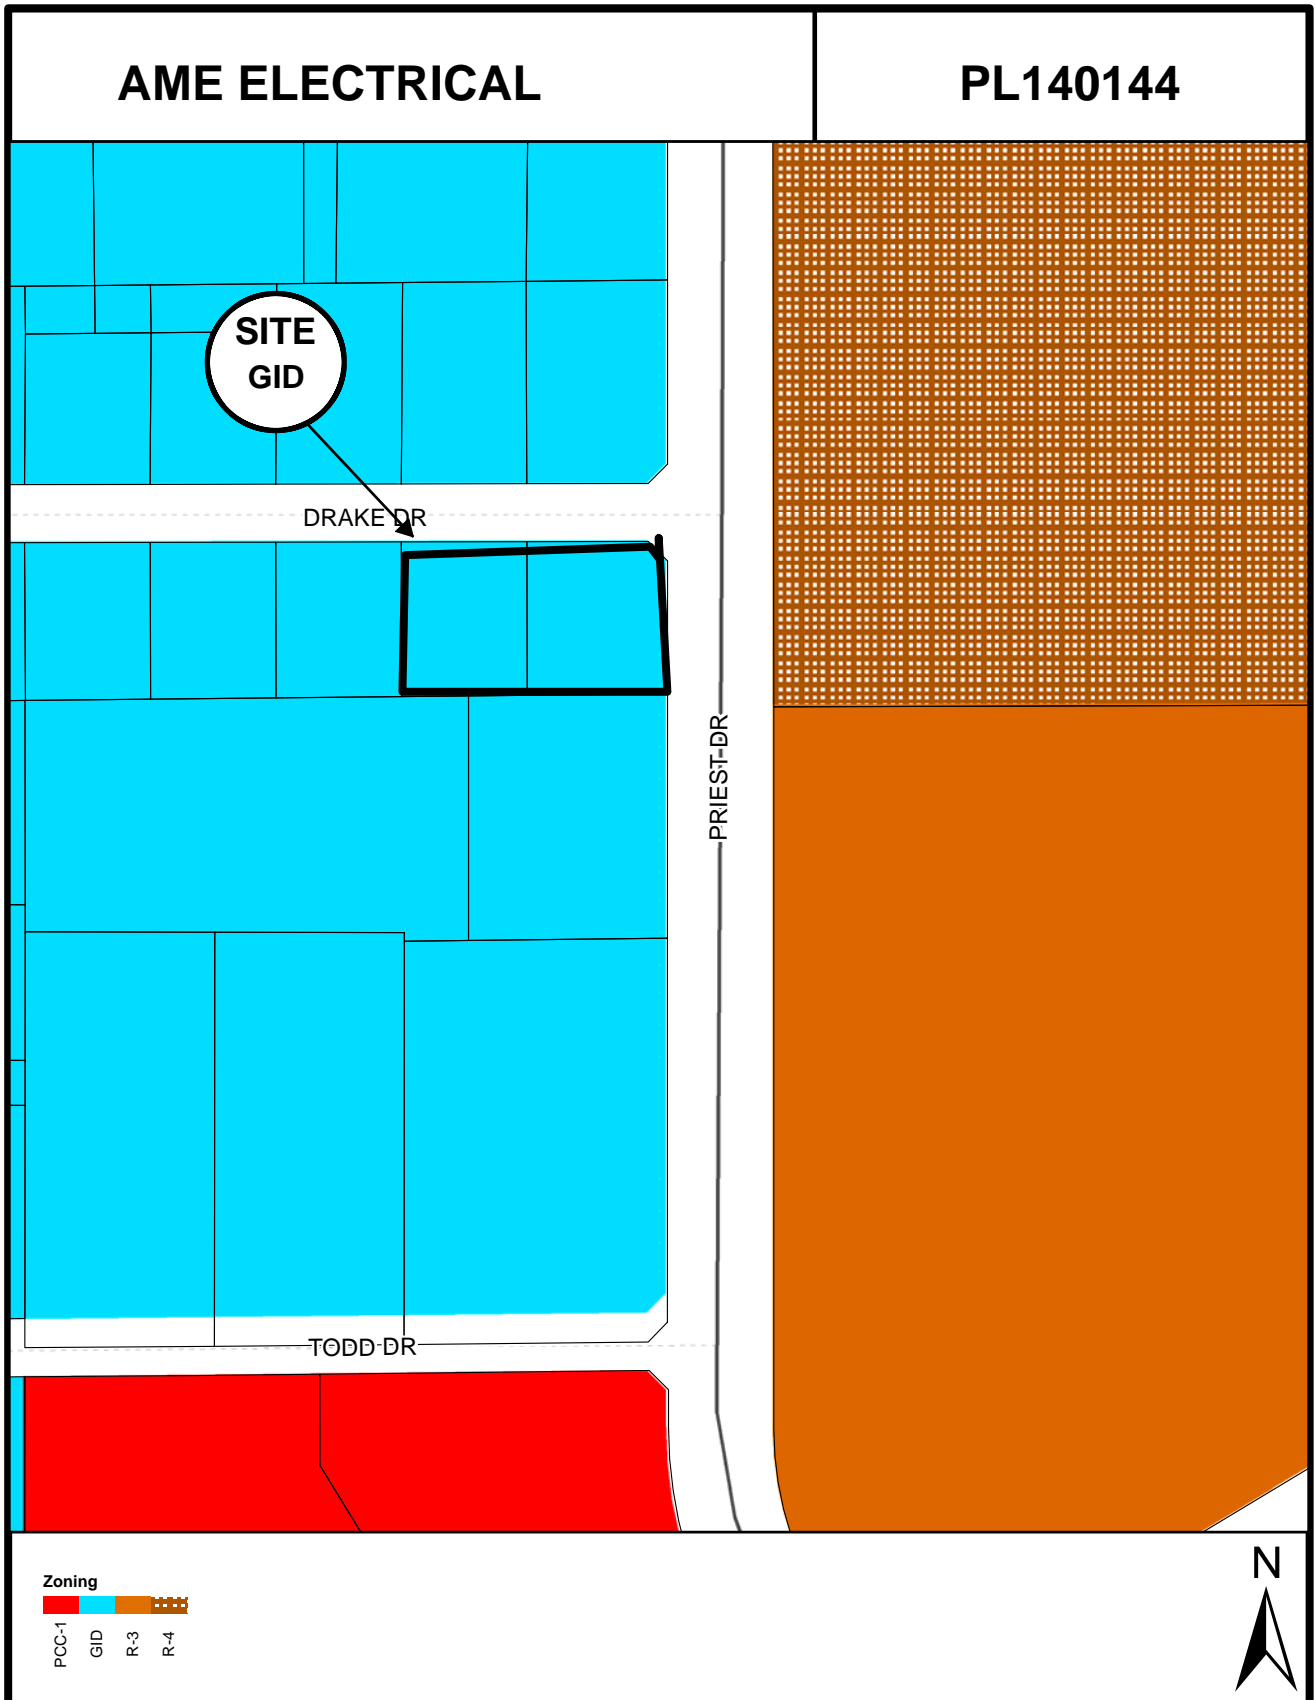 AME ELECTRICAL
PL140144
SITE
GID
DRAKE DR
PRIEST DR
TODD DR
Zoning
PCC-1
GID
R-3
R-4
N